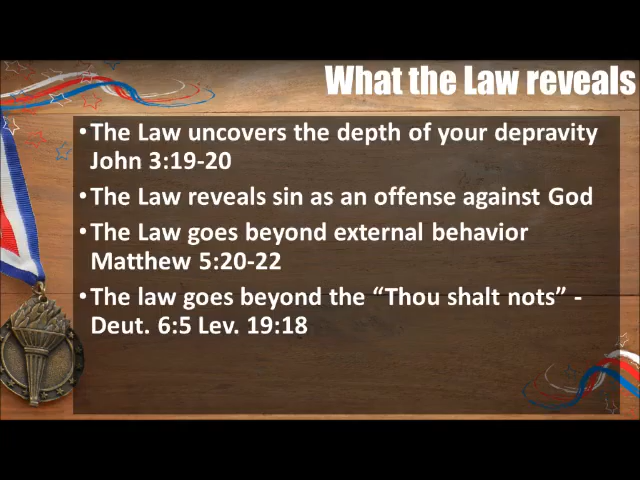 What the Law reveals
•The Law uncovers the depth of your depravity
John 3:19-20
•The Law reveals sin as an offense against God
•The Law goes beyond external behavior
Matthew 5:20-22
•The law goes beyond the “Thou shalt nots” -
Deut. 6:5 Lev. 19:18